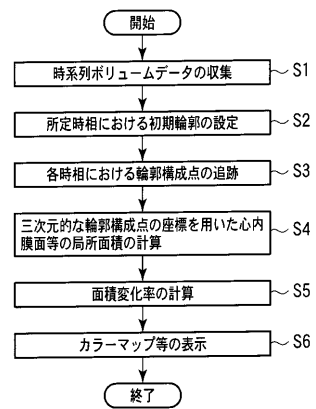 開始
時系列ボリュームデータの収集 S1
所定時相における初期輪郭の設定 S2
各時相における輪郭構成点の追跡 S3
三次元的な輪郭構成点の座標を用いた心内
膜面等の局所面積の計算 S4
面積変化率の計算 S5
カラーマップ等の表示 S6
終了